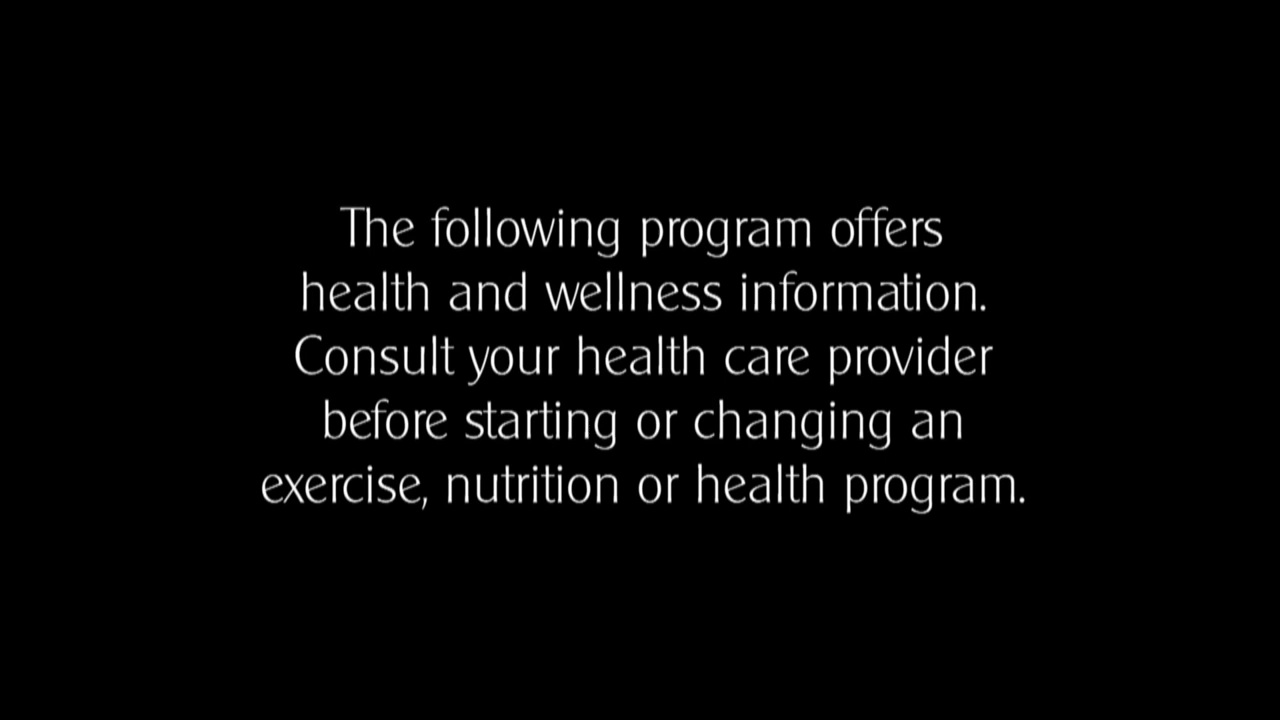 The following program offers
health and wellness information.
Consult your health care provider
before starting or changing an
exercise, nutrition or health program.